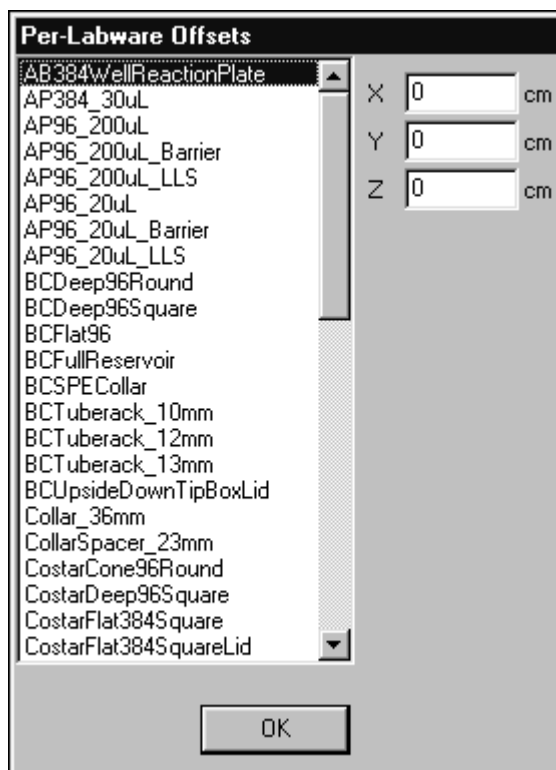 Per-Labware Offsets
AB384WellReactionPlate
AP384_30uL
AP96_200uL
AP96_200uL_Barrier
AP96_200uL_LLS
AP96_20uL
AP96_20uL_Barrier
AP96_20uL_LLS
BCDeep96Round
BCDeep96Square
BCFlat96
BCFullReservoir
BCSPECollar
BCTuberack_10mm
BCTuberack_12mm
BCTuberack_13mm
BCUpsideDownTipBoxLid
Collar_36mm
CollarSpacer_23mm
CostarCone96Round
CostarDeep96Square
CostarFlat384Square
CostarFlat384SquareLid
X 0 cm
Y 0 cm
Z 0 cm
OK